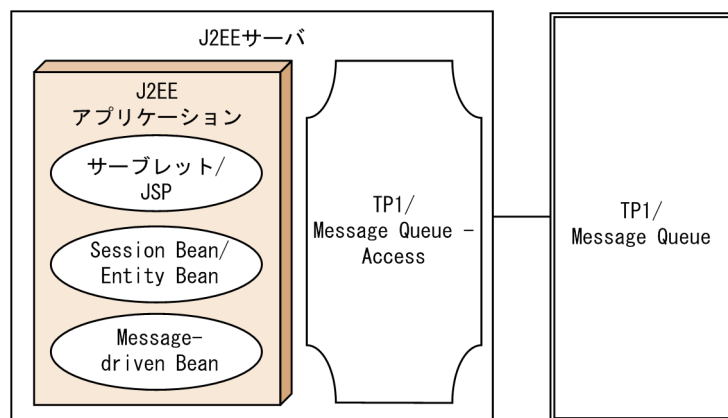 J2EEサーバ
J2EE
アプリケーション
サーブレット/
JSP
Session Bean/
Entity Bean
Message-
driven Bean
TP1/
Message Queue -
Access
TP1/
Message Queue